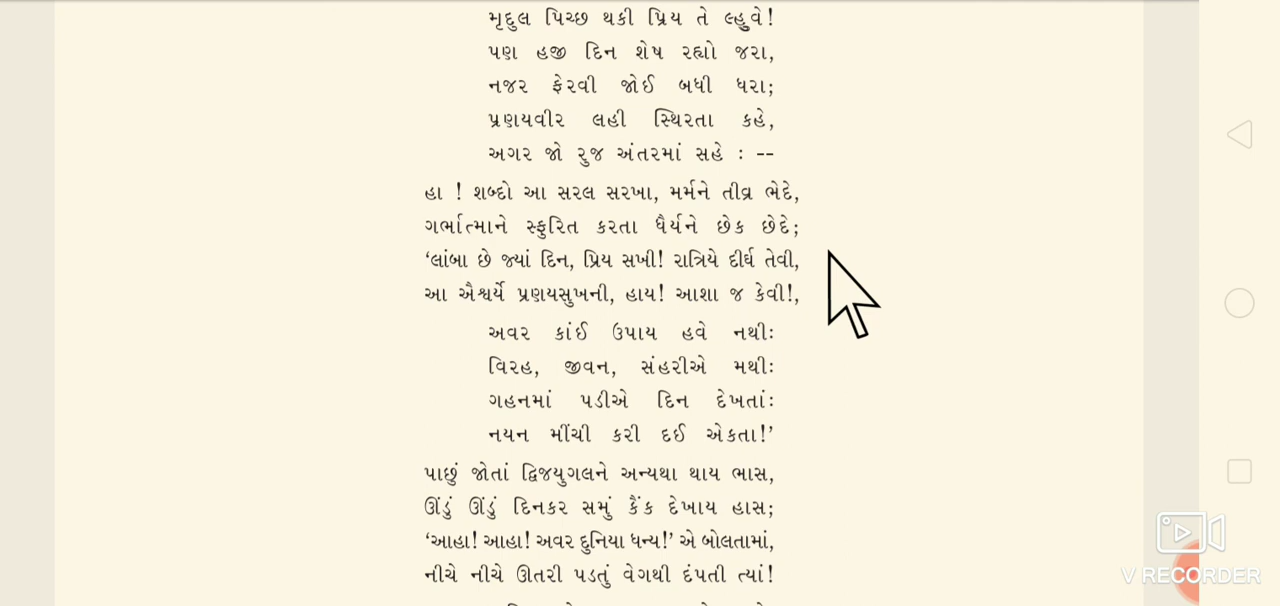 મૃદુલ પિચ્છ થકી પ્રિય તે લ્હુવે!
પણ હજી દિન શેષ રહ્યો જરા,
નજર ફેરવી જોઈ બધી ધરા;
પ્રણયવીર લહી સ્થિરતા કહે,
અગર જો રુજ અંતરમાં સહે : --
હા ! શબ્દો આ સરલ સરખા, મર્મને તીવ્ર ભેદે,
ગર્ભાત્માને સ્ફુરિત કરતા ધૈર્યને છેક છેદે;
‘લાંબા છે જ્યાં દિન, પ્રિય સખી! રાત્રિયે દીર્ઘ તેવી,
આ ઐશ્વર્યે પ્રણયસુખની, હાય! આશા જ કેવી!,
અવર કાંઈ ઉપાય હવે નથી:
વિરહ, જીવન, સંહરીએ મથી:
ગહનમાં પડીએ દિન દેખતાં:
નયન મીંચી કરી દઈ એકતા!’
પાછું જોતાં દ્વિજયુગલને અન્યથા થાય ભાસ,
ઊંડું ઊંડું દિનકર સમું કૈંક દેખાય હાસ;
‘આહા! આહા! અવર દુનિયા ધન્ય!’ એ બોલતામાં,
નીચે નીચે ઊતરી પડતું વેગથી દંપતી ત્યાં!
V RECORDER